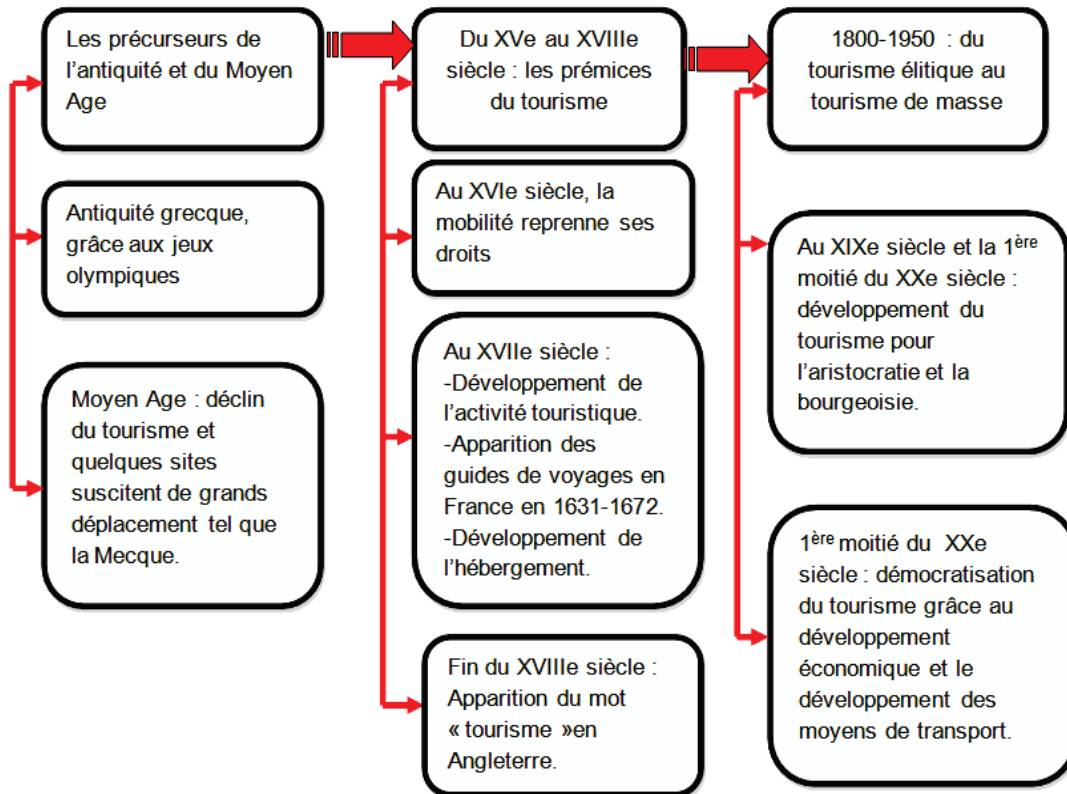 Les précurseurs de
l'antiquité et du Moyen
Age
Antiquité grecque,
grâce aux jeux
olympiques
Moyen Age : déclin
du tourisme et
quelques sites
suscitent de grands
déplacement tel que
la Mecque.
Du XVe au XVIIIe
siècle : les prémices
du tourisme
Au XVIe siècle, la
mobilité reprenne ses
droits
Au XVIIe siècle :
-Développement de
l'activité touristique.
-Apparition des
guides de voyages en
France en 1631-1672.
-Développement de
l'hébergement.
Fin du XVIIIe siècle :
Apparition du mot
« tourisme »en
Angleterre.
1800-1950 : du
tourisme élitique au
tourisme de masse
Au XIXe siècle et la 1ère
moitié du XXe siècle :
développement du
tourisme pour
l'aristocratie et la
bourgeoisie.
1ère moitié du XXe
siècle : démocratisation
du tourisme grâce au
développement
économique et le
développement des
moyens de transport.